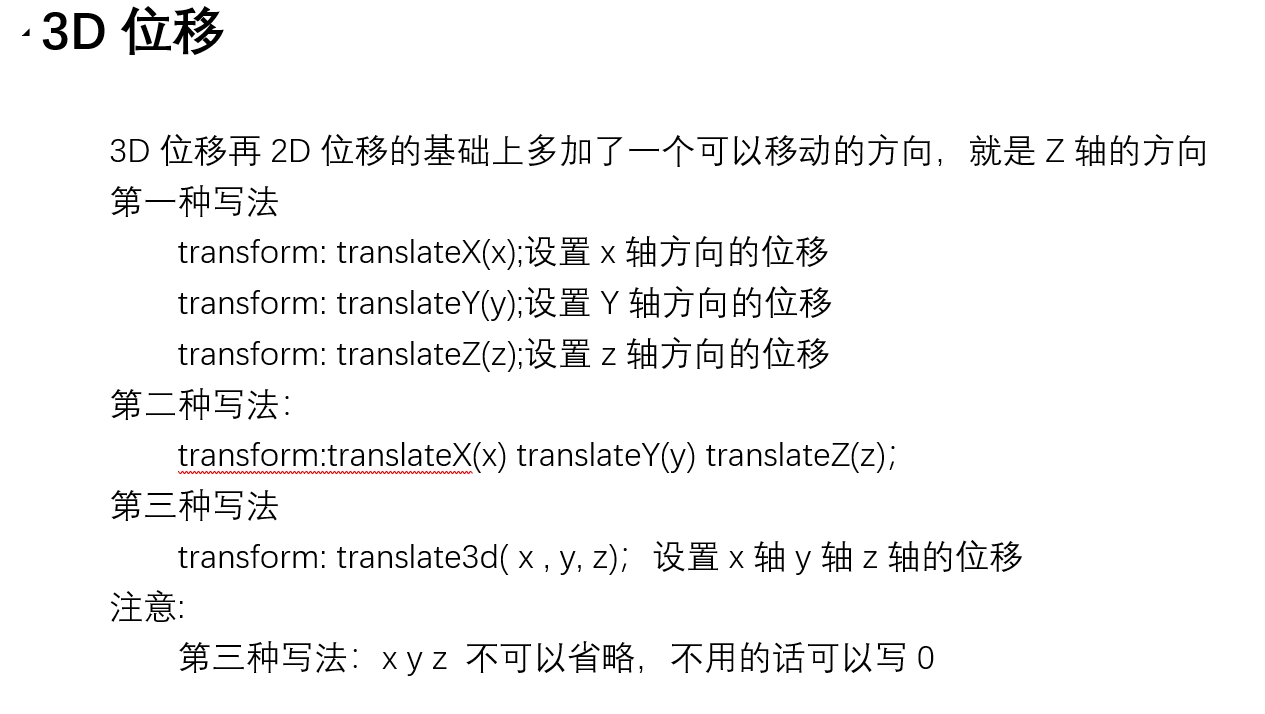 3D 位移
3D 位移再 2D 位移的基础上多加了一个可以移动的方向，就是 Z 轴的方向
第一种写法
transform: translateX(x);设置 x 轴方向的位移
transform: translateY(y);设置 Y 轴方向的位移
transform: translateZ(z);设置 z 轴方向的位移
第二种写法：
transform:translateX(x) translateY(y) translateZ(z)；
第三种写法
transform: translate3d( x , y, z)；设置 x 轴 y 轴 z 轴的位移
注意:
第三种写法：x y z 不可以省略，不用的话可以写 0